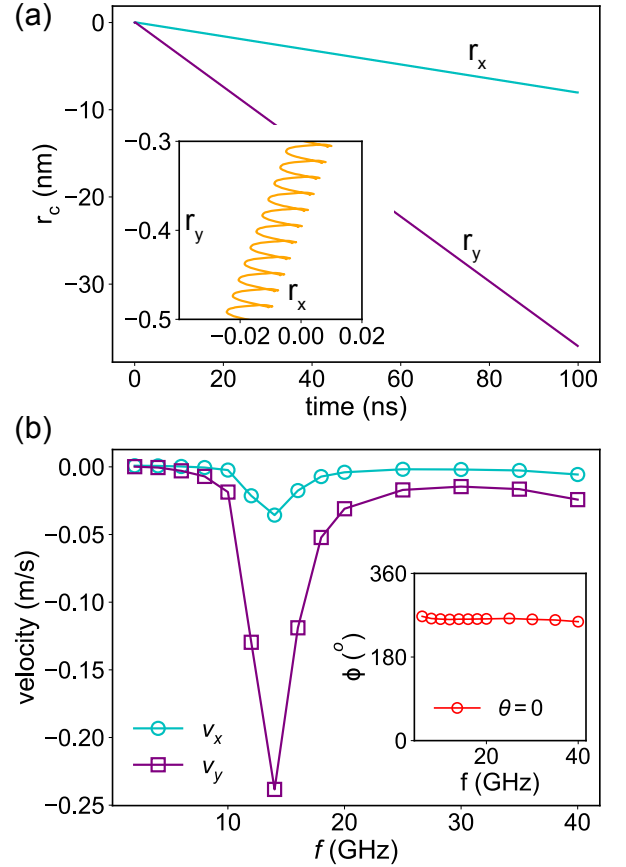 (a)
0
−10
−20
−30
r_c (nm)
r_x
r_y
−0.3
−0.4
−0.5
r_y
r_x
−0.02 0.00 0.02
0 20 40 60 80 100
time (ns)
(b)
0.00
−0.05
−0.10
−0.15
−0.20
−0.25
velocity (m/s)
v_x
v_y
360
180
0
ϕ (°)
θ = 0
20 40
f (GHz)
10 20 30 40
f (GHz)